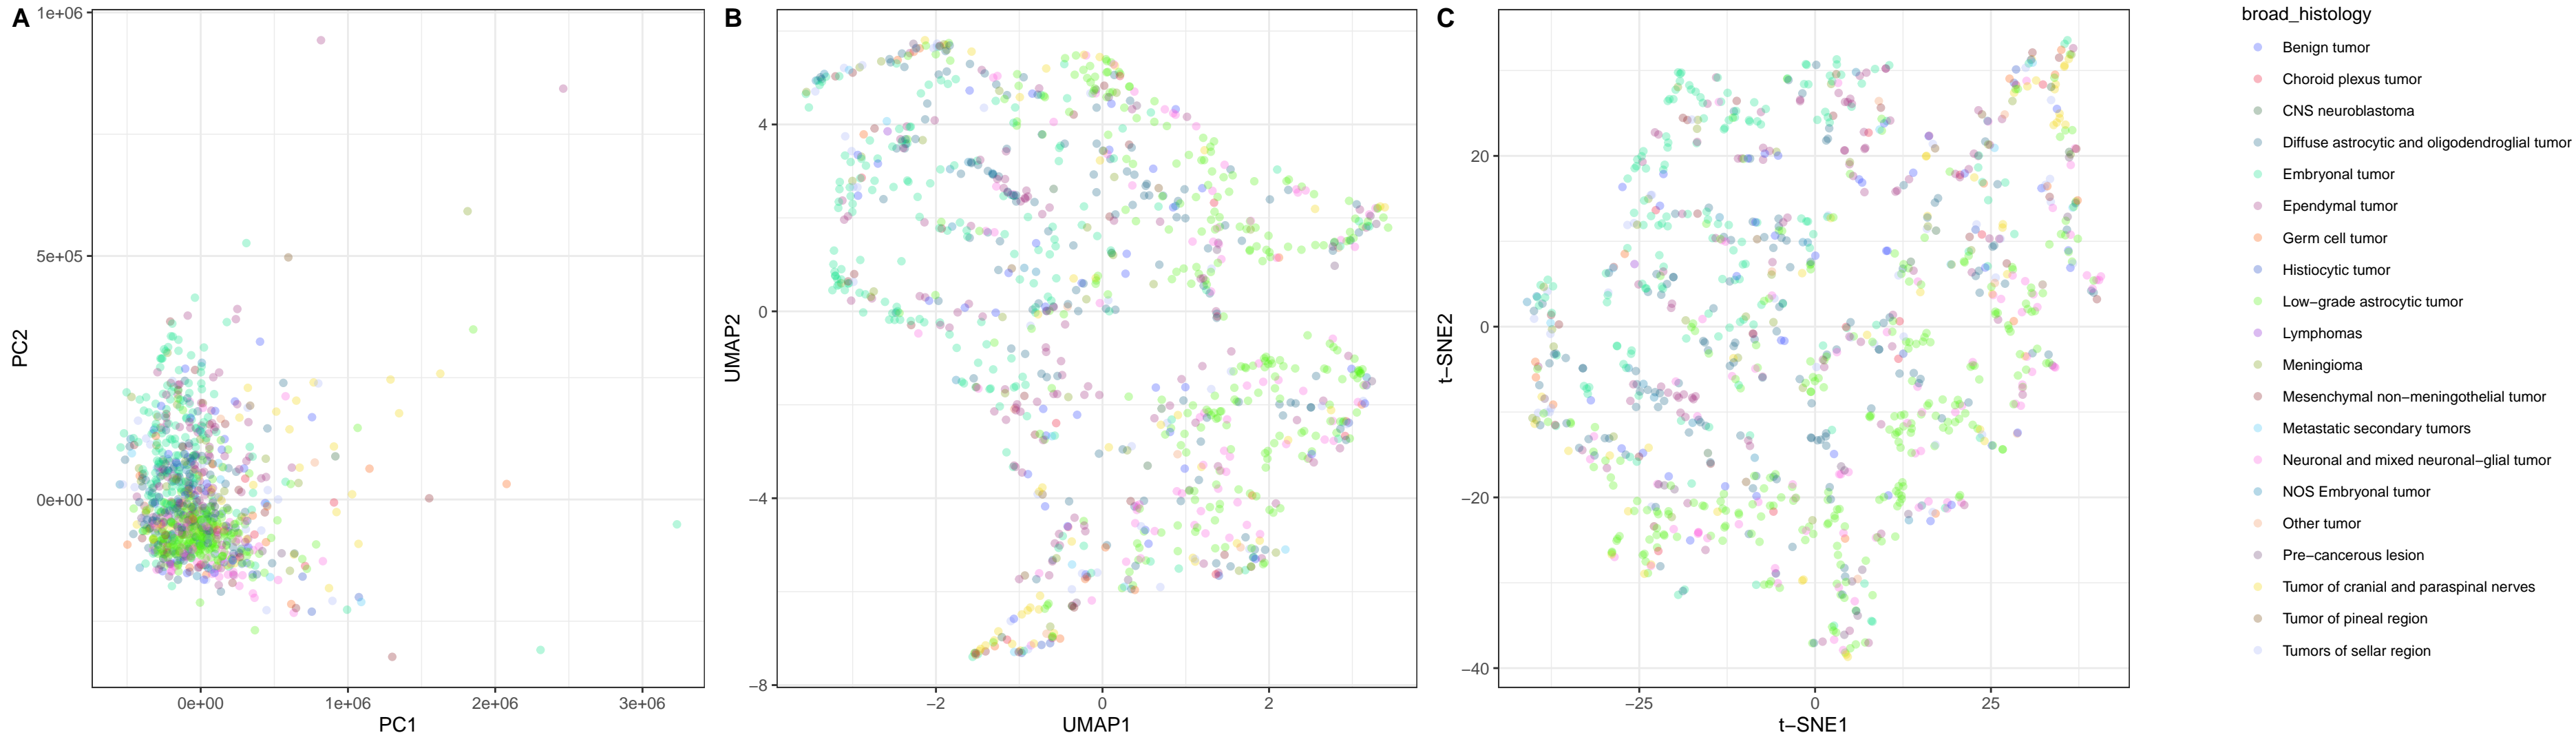 A
1e+06
5e+05
0e+00
PC2
0e+00 1e+06 2e+06 3e+06
PC1
B
4
0
−4
−8
UMAP2
−2 0 2
UMAP1
C
20
0
−20
−40
t−SNE2
−25 0 25
t−SNE1
broad_histology
Benign tumor
Choroid plexus tumor
CNS neuroblastoma
Diffuse astrocytic and oligodendroglial tumor
Embryonal tumor
Ependymal tumor
Germ cell tumor
Histiocytic tumor
Low−grade astrocytic tumor
Lymphomas
Meningioma
Mesenchymal non−meningothelial tumor
Metastatic secondary tumors
Neuronal and mixed neuronal−glial tumor
NOS Embryonal tumor
Other tumor
Pre−cancerous lesion
Tumor of cranial and paraspinal nerves
Tumor of pineal region
Tumors of sellar region